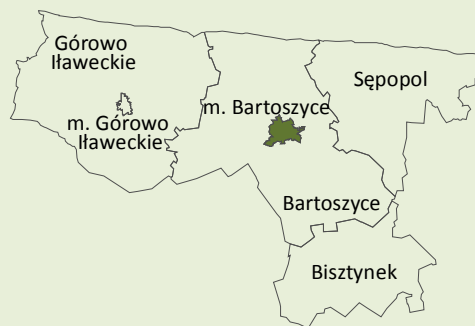 Górowo
Iławeckie
m. Górowo
Iławeckie
m. Bartoszyce
Sępopol
Bartoszyce
Bisztynek